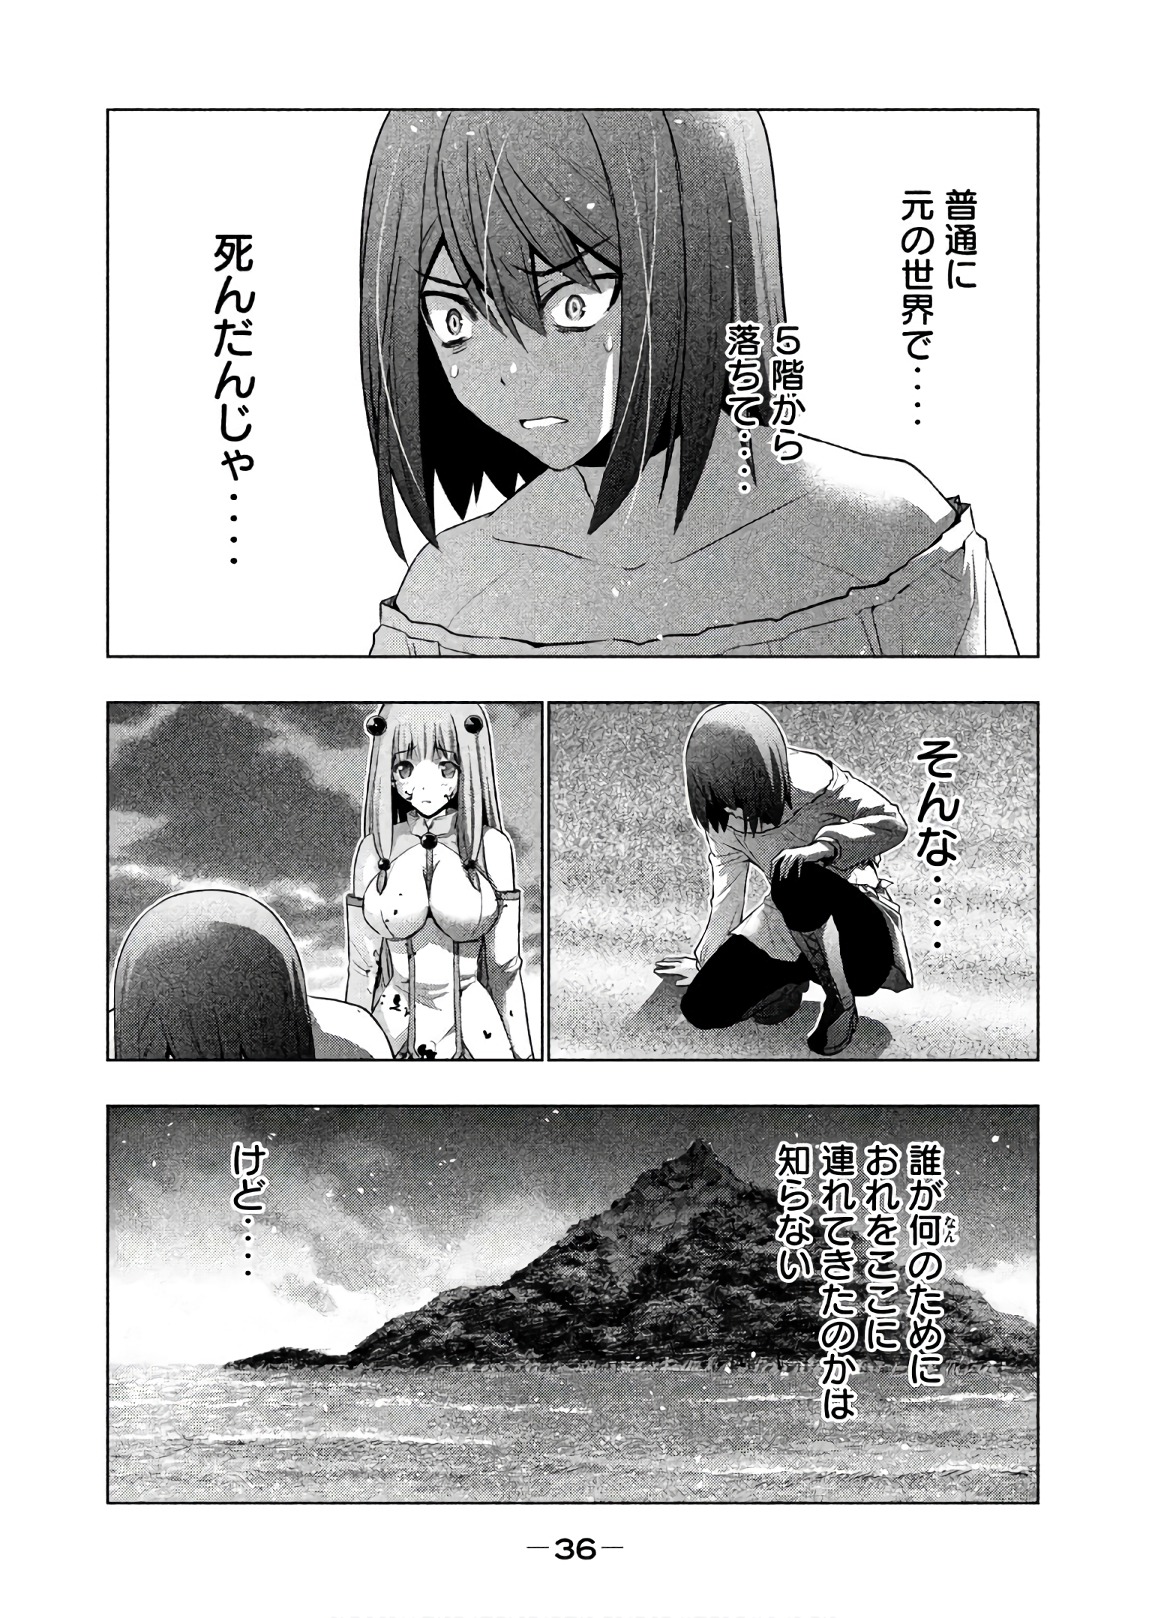 普通に
元の世界で‥‥
5階から
落ちて‥‥
死んだんじゃ‥‥
そんな‥‥
誰が何のために
なん
おれをここに
連れてきたのかは
知らない
けど‥‥
—36—